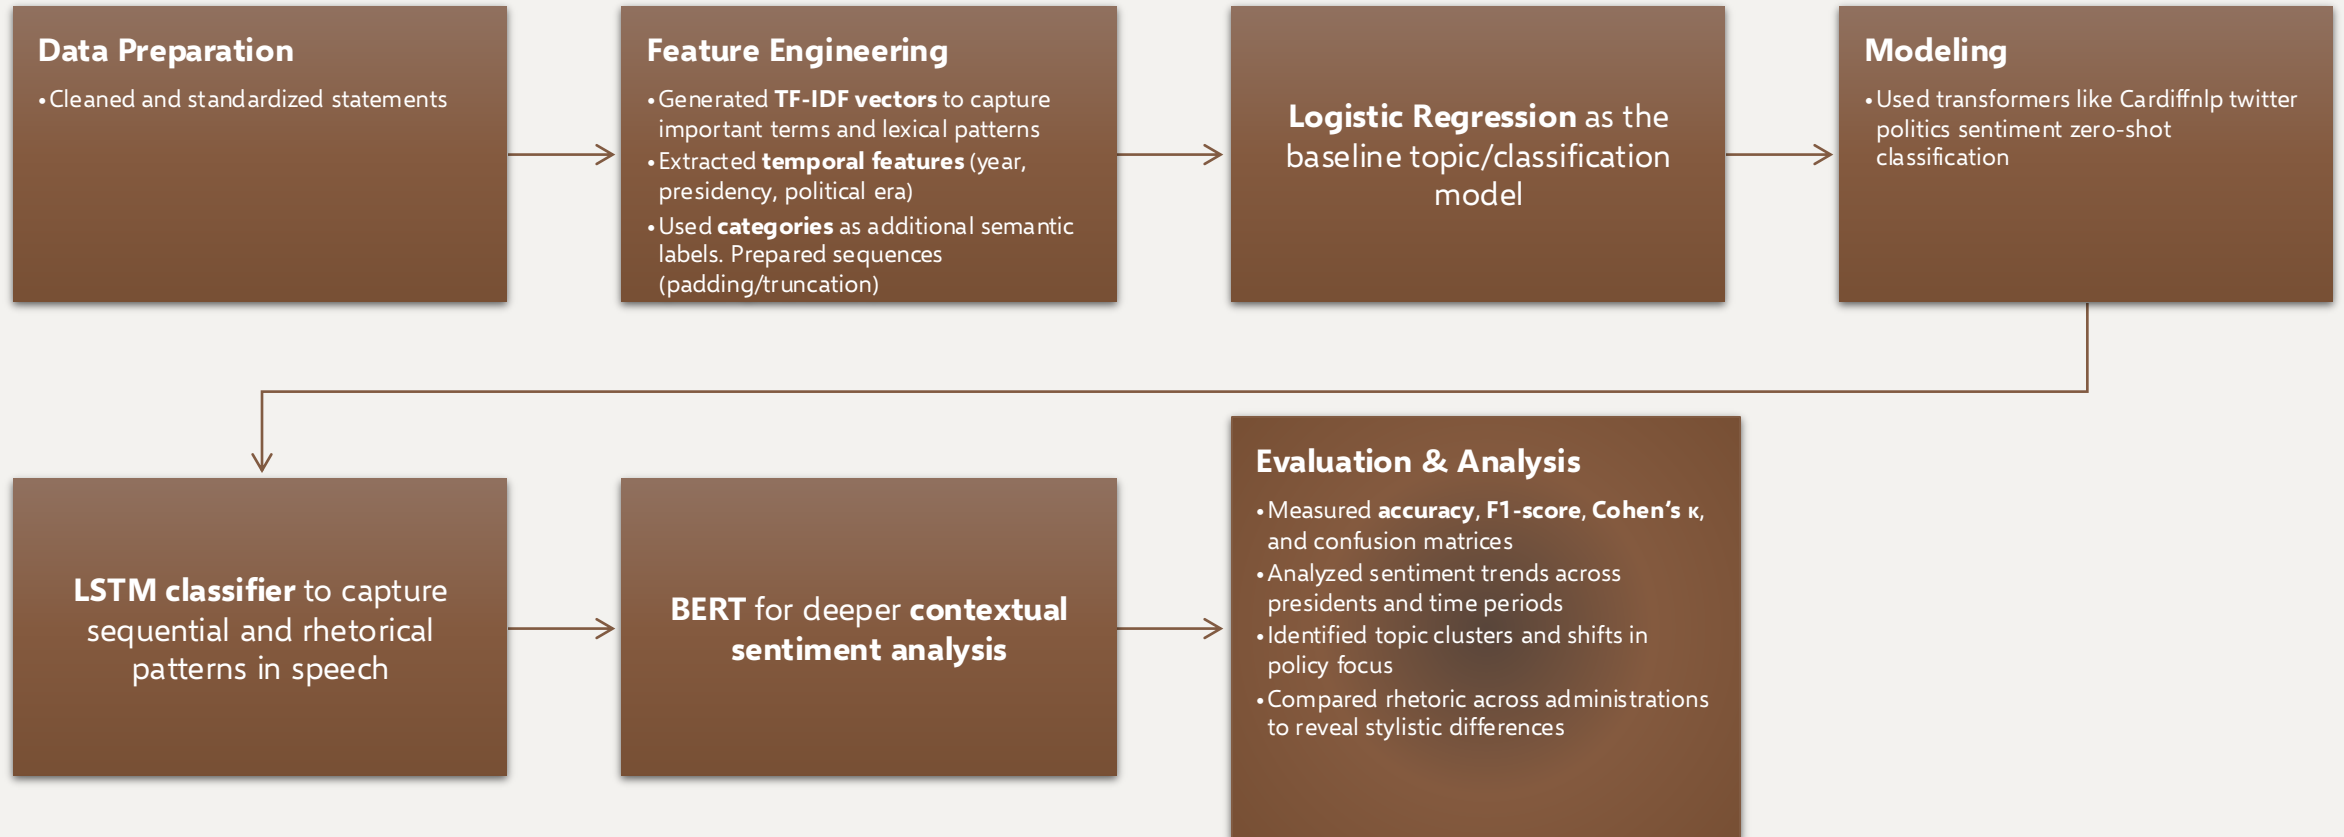 Data Preparation
•Cleaned and standardized statements
Feature Engineering
•Generated TF-IDF vectors to capture
important terms and lexical patterns
•Extracted temporal features (year,
presidency, political era)
•Used categories as additional semantic
labels. Prepared sequences
(padding/truncation)
Logistic Regression as the
baseline topic/classification
model
Modeling
•Used transformers like Cardiffnlp twitter
politics sentiment zero-shot
classification
LSTM classifier to capture
sequential and rhetorical
patterns in speech
BERT for deeper contextual
sentiment analysis
Evaluation & Analysis
•Measured accuracy, F1-score, Cohen’s κ,
and confusion matrices
•Analyzed sentiment trends across
presidents and time periods
•Identified topic clusters and shifts in
policy focus
•Compared rhetoric across administrations
to reveal stylistic differences